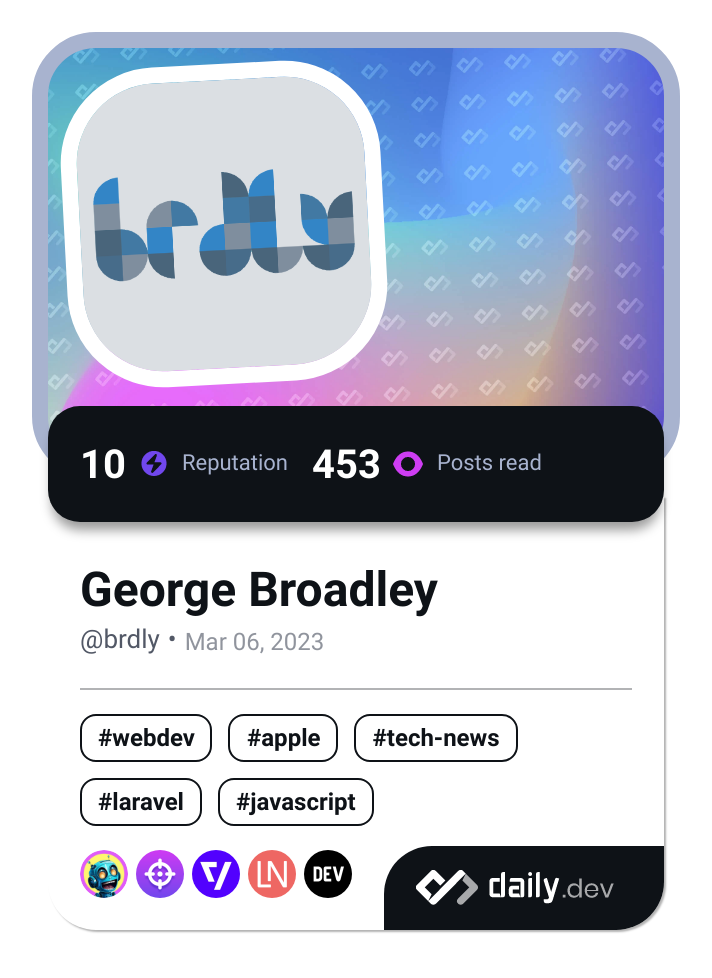 brdly
10 Reputation 453 Posts read
George Broadley
@brdly • Mar 06, 2023
#webdev #apple #tech-news
#laravel #javascript
LN DEV
daily.dev